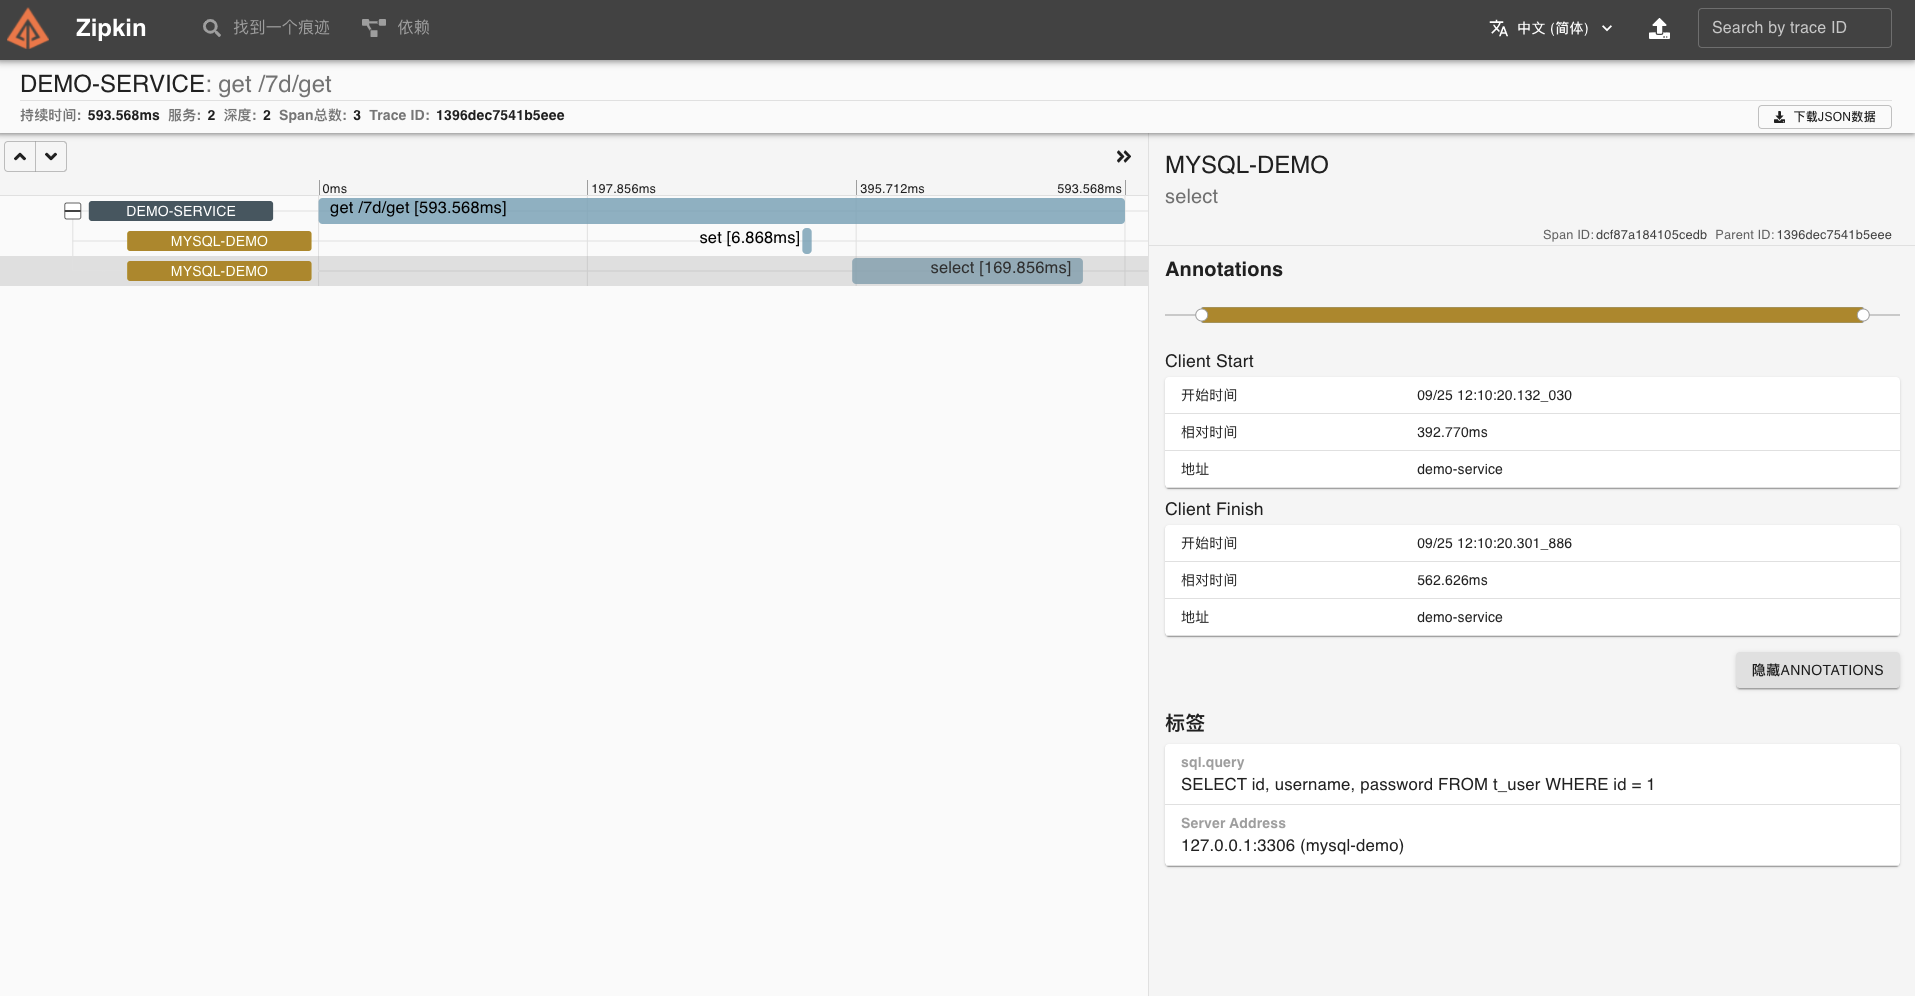 Zipkin
找到一个痕迹
依赖
中文 (简体)
Search by trace ID
DEMO-SERVICE: get /7d/get
持续时间: 593.568ms 服务: 2 深度: 2 Span总数: 3 Trace ID: 1396dec7541b5eee
下载JSON数据
0ms
197.856ms
395.712ms
593.568ms
DEMO-SERVICE
get /7d/get [593.568ms]
MYSQL-DEMO
set [6.868ms]
MYSQL-DEMO
select [169.856ms]
MYSQL-DEMO
select
Span ID: dcf87a184105cedb Parent ID: 1396dec7541b5eee
Annotations
Client Start
开始时间 09/25 12:10:20.132_030
相对时间 392.770ms
地址 demo-service
Client Finish
开始时间 09/25 12:10:20.301_886
相对时间 562.626ms
地址 demo-service
隐藏ANNOTATIONS
标签
sql.query
SELECT id, username, password FROM t_user WHERE id = 1
Server Address
127.0.0.1:3306 (mysql-demo)